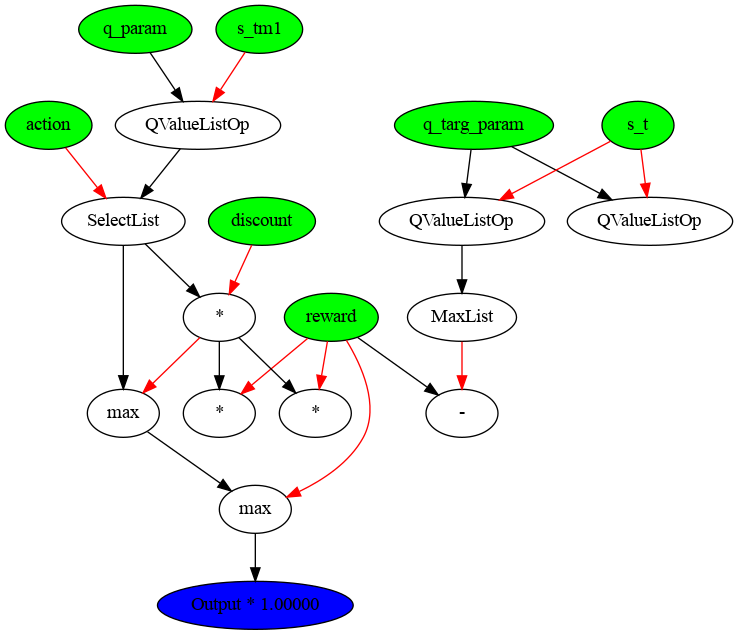 q_param
s_tm1
action
QValueListOp
q_targ_param
s_t
SelectList
discount
QValueListOp
QValueListOp
*
reward
MaxList
max
*
*
-
max
Output * 1.00000